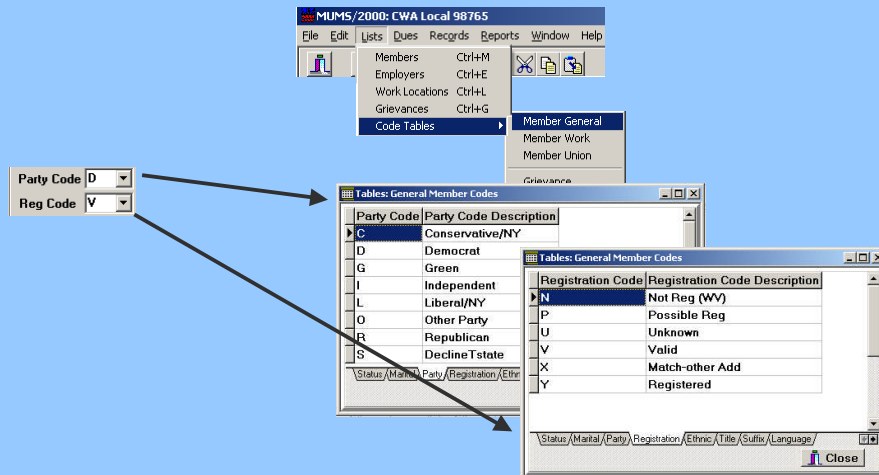 MUMS/2000: CWA Local 98765
File Edit Lists Dues Records Reports Window Help
Members Ctrl+M
Employers Ctrl+E
Work Locations Ctrl+L
Grievances Ctrl+G
Code Tables
Member General
Member Work
Member Union
Grievance
Party Code D
Reg Code V
Tables: General Member Codes
Party Code Party Code Description
C Conservative/NY
D Democrat
G Green
I Independent
L Liberal/NY
O Other Party
R Republican
S DeclineTstate
Status Marital Party Registration Ethn
Tables: General Member Codes
Registration Code Registration Code Description
N Not Reg (WV)
P Possible Reg
U Unknown
V Valid
X Match-other Add
Y Registered
Status Marital Party Registration Ethnic Title Suffix Language
Close